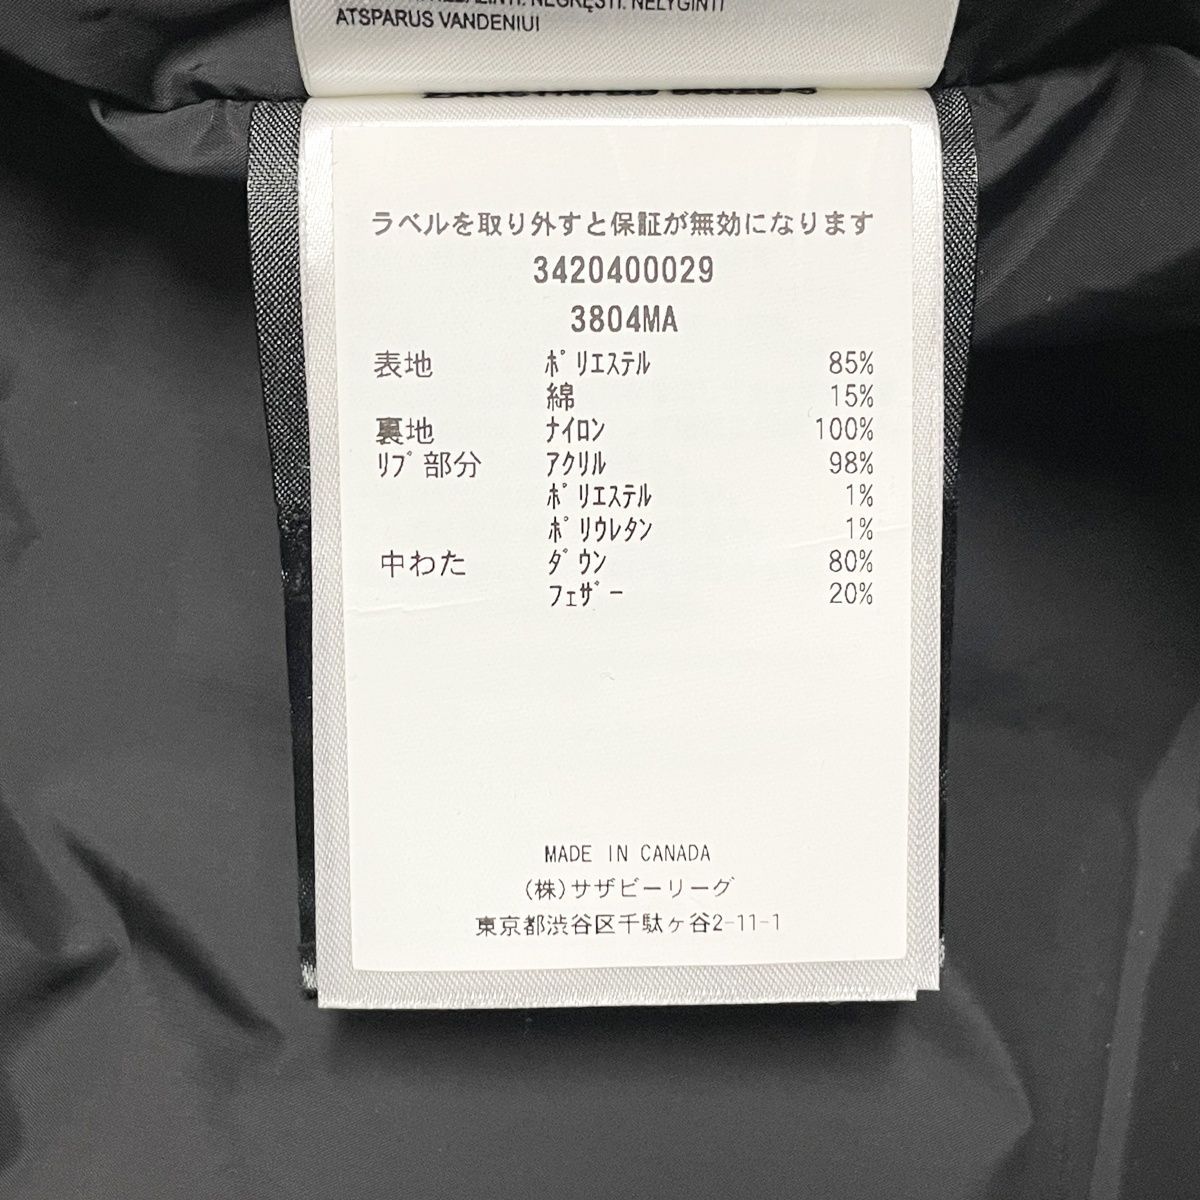 NEGRĘSTI. NELYGINTI
ATSPARUS VANDENIUI
ラベルを取り外すと保証が無効になります
3420400029
3804MA
表地 ポリエステル 85%
綿 15%
裏地 ナイロン 100%
リブ部分 アクリル 98%
ポリエステル 1%
ポリウレタン 1%
中わた ダウン 80%
フェザー 20%
MADE IN CANADA
(株)サザビーリーグ
東京都渋谷区千駄ヶ谷2-11-1